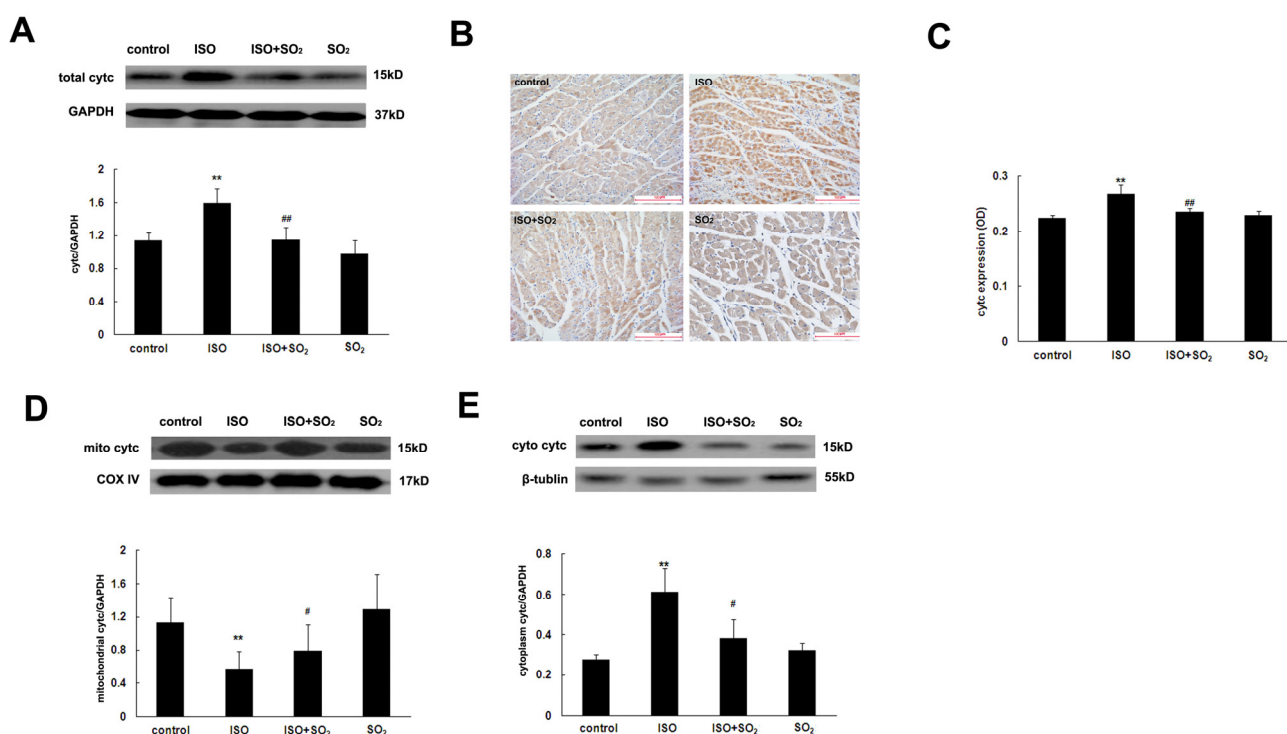 A
control ISO ISO+SO₂ SO₂
total cytc 15kD
GAPDH 37kD
cytc/GAPDH
2
1.6
1.2
0.8
0.4
0
**
##
control ISO ISO+SO₂ SO₂
B
control ISO
ISO+SO₂ SO₂
C
cytc expression (OD)
0.3
0.2
0.1
0
**
##
control ISO ISO+SO₂ SO₂
D
control ISO ISO+SO₂ SO₂
mito cytc 15kD
COX IV 17kD
mitochondrial cytc/GAPDH
2
1.6
1.2
0.8
0.4
0
**
#
control ISO ISO+SO₂ SO₂
E
control ISO ISO+SO₂ SO₂
cyto cytc 15kD
β-tublin 55kD
cytoplasm cytc/GAPDH
0.8
0.6
0.4
0.2
0
**
#
control ISO ISO+SO₂ SO₂